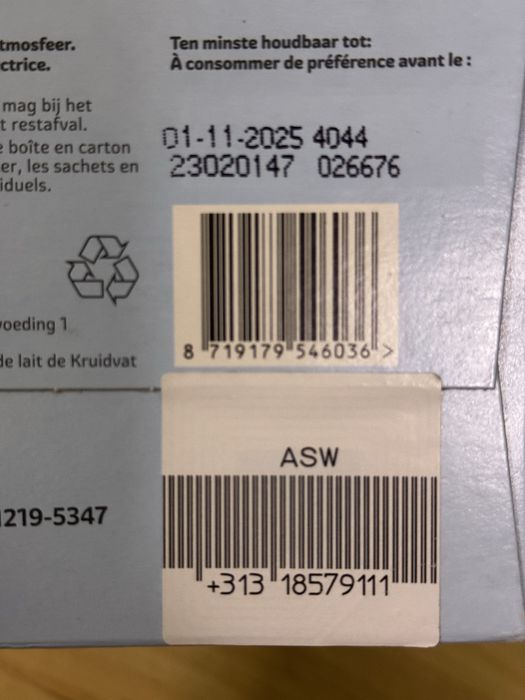 tmosfeer.
ctrice.
Ten minste houdbaar tot:
À consommer de préférence avant le :
mag bij het
t restafval.
e boîte en carton
er, les sachets en
iduels.
01-11-2025 4044
23020147 026676
8 719179 546036 >
voeding 1
de lait de Kruidvat
ASW
1219-5347
+313 18579111